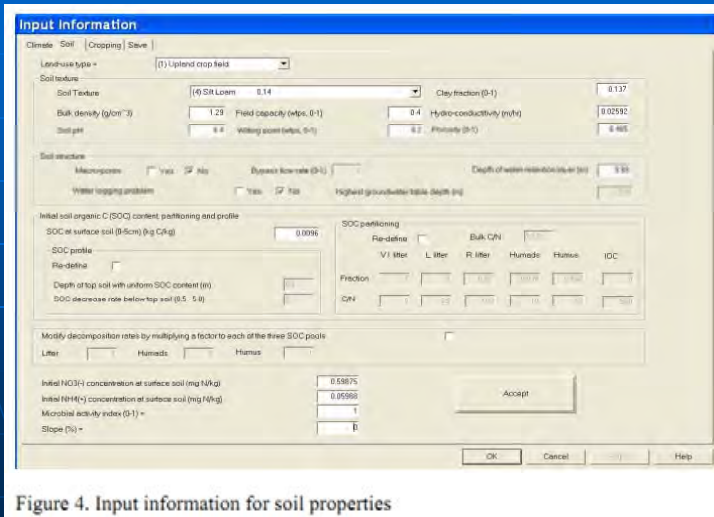 Input Information
Climate Soil Cropping Save
Land-use type = (1) Upland crop field
Soil texture
Soil Texture (4) Silt Loam 0.14 Clay fraction (0-1) 0.137
Bulk density (g/cm^3) 1.29 Field capacity (wfps, 0-1) 0.4 Hydro-conductitivity (m/hr) 0.02592
Soil pH Wilting point (wfps, 0-1) 0.2 Porosity (0-1) 0.485
Soil structure
Macro-pores Yes No Bypass flow rate (0-1) Depth of water-retention layer (m)
Water logging problem Yes No Highest groundwater table depth (m)
Initial soil organic C (SOC) content, partitioning and profile
SOC at surface soil (0-5cm) (kg C/kg) 0.0096
SOC partitioning
Re-define Bulk C/N
SOC profile
Re-define
V.l. litter L. litter R. litter Humads Humus IOC
Depth of top soil with uniform SOC content (m)
Fraction
SOC decrease rate below top soil (0.5 - 5.0)
C/N
Modify decomposition rates by multiplying a factor to each of the three SOC pools
Litter Humads Humus
Initial NO3(-) concentration at surface soil (mg N/kg) 0.59875
Initial NH4(+) concentration at surface soil (mg N/kg) 0.05988
Accept
Microbial activity index (0-1) = 1
Slope (%) = 0
OK Cancel Help
Figure 4. Input information for soil properties